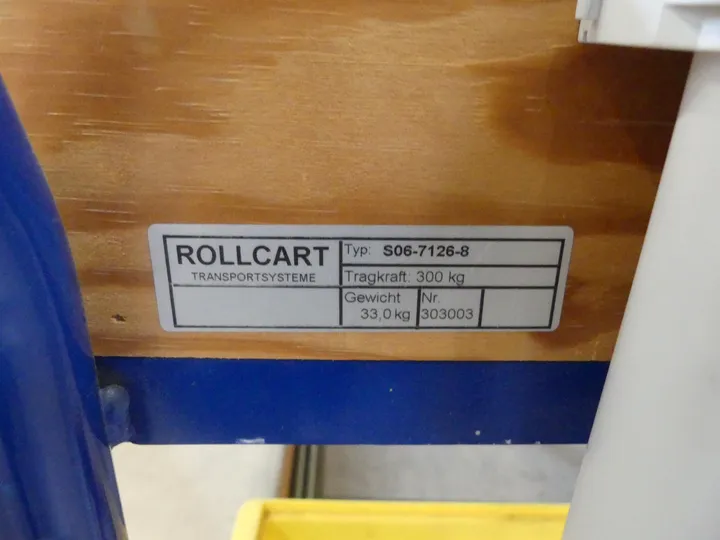 ROLLCART
TRANSPORTSYSTEME
Typ: S06-7126-8
Tragkraft: 300 kg
Gewicht
33,0 kg
Nr.
303003